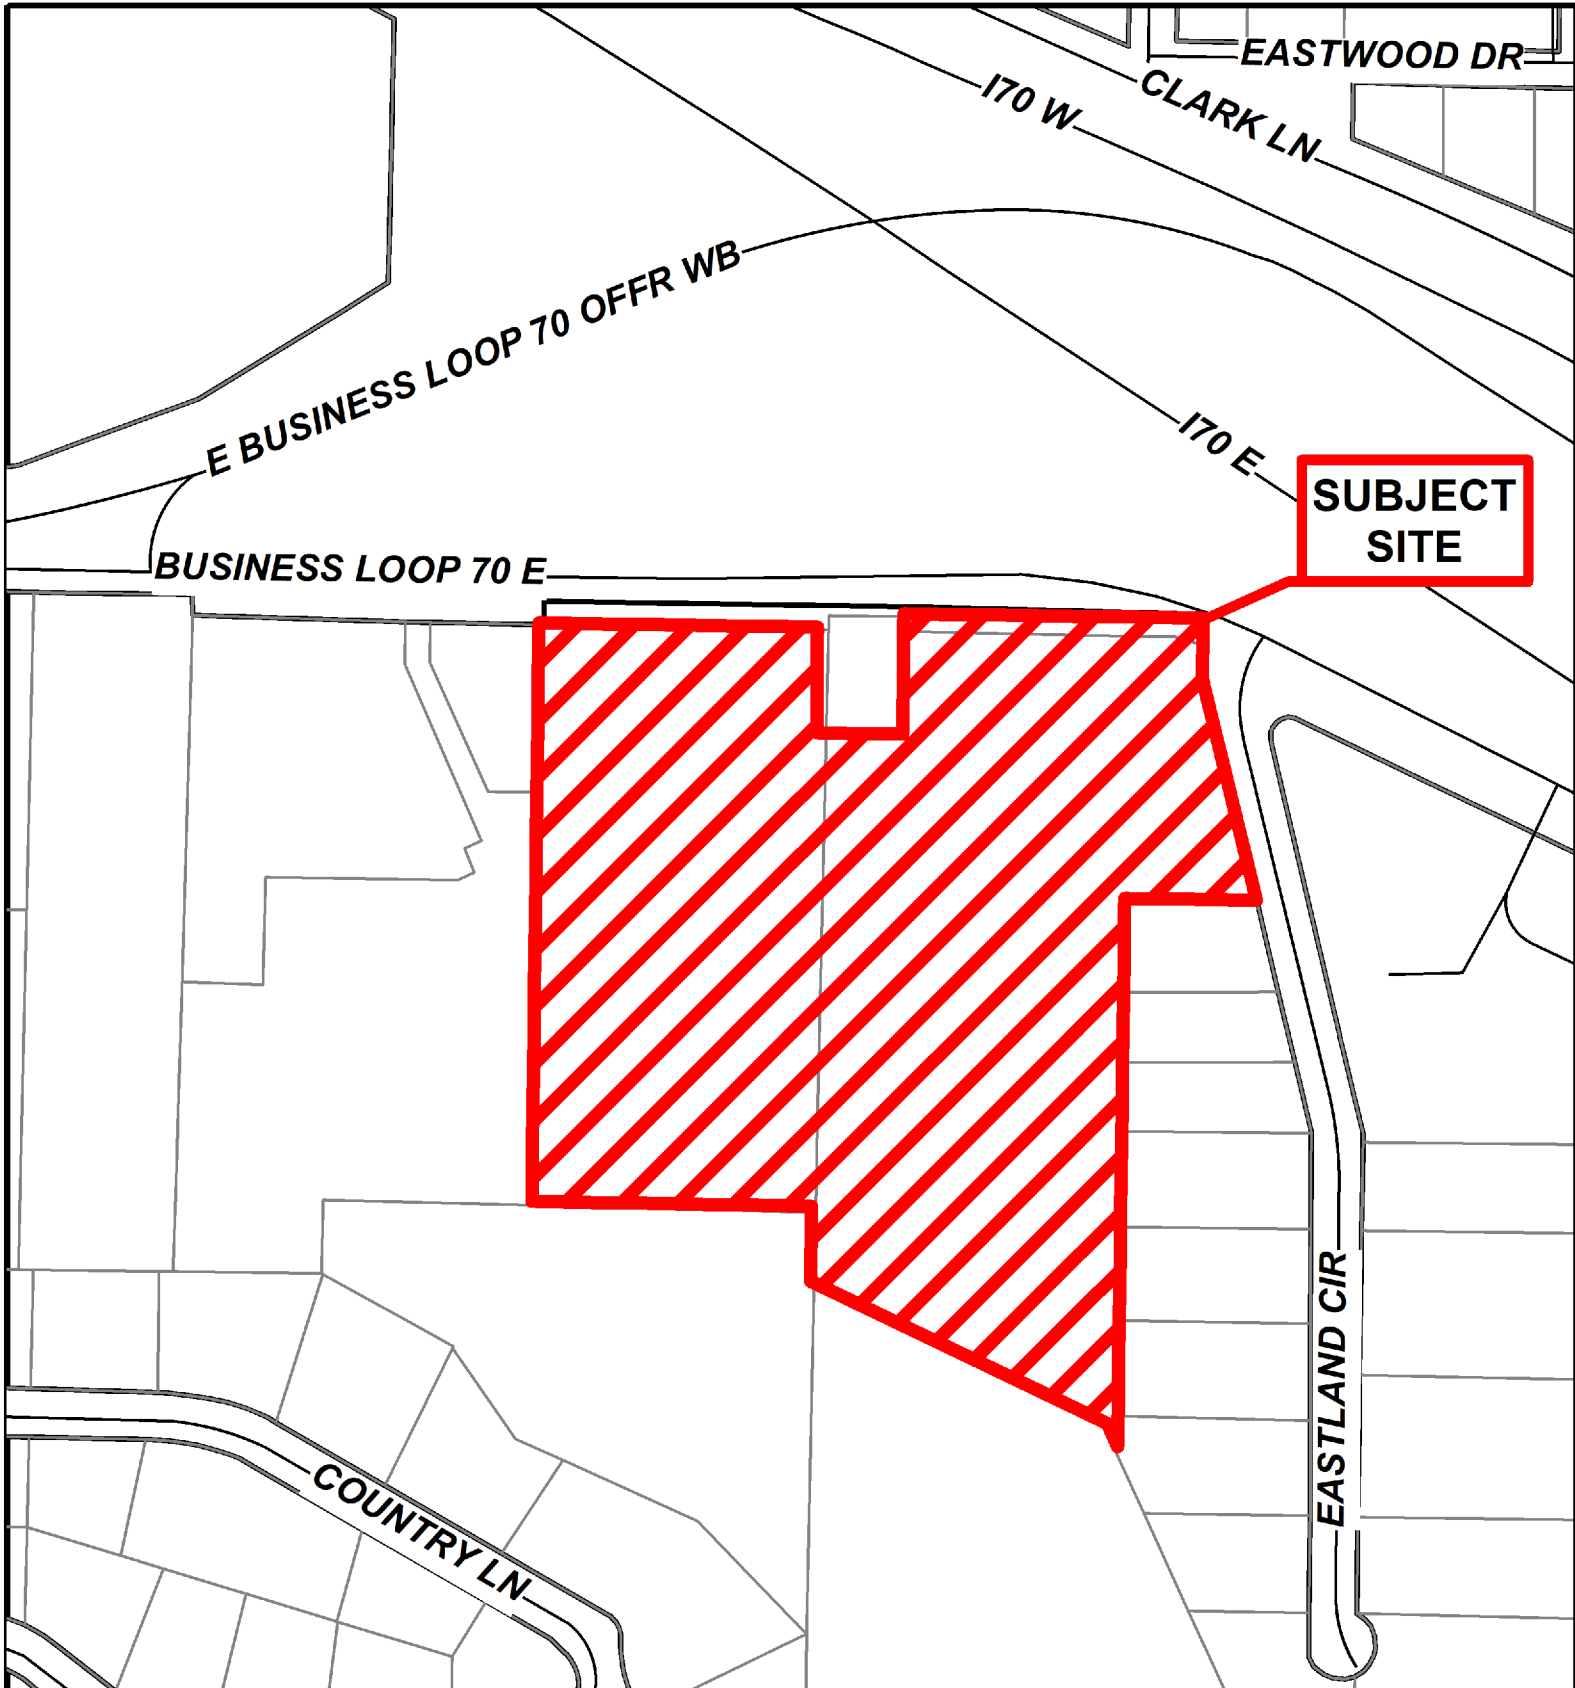 EASTWOOD DR
CLARK LN
I70 W
E BUSINESS LOOP 70 OFFR WB
I70 E
SUBJECT
SITE
BUSINESS LOOP 70 E
EASTLAND CIR
COUNTRY LN